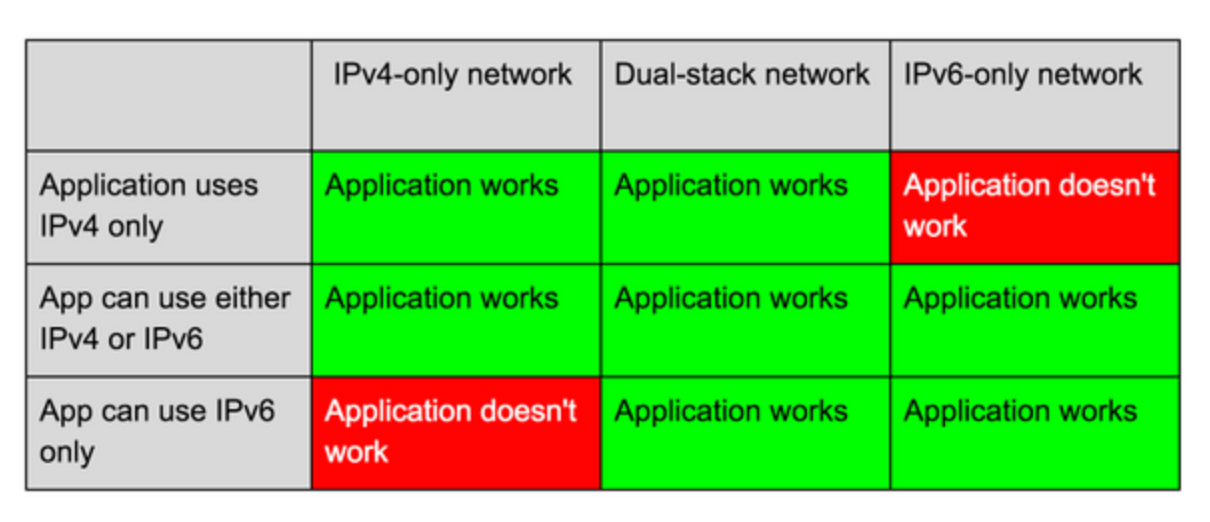 IPv4-only network Dual-stack network IPv6-only network
Application uses IPv4 only Application works Application works Application doesn't work
App can use either IPv4 or IPv6 Application works Application works Application works
App can use IPv6 only Application doesn't work Application works Application works